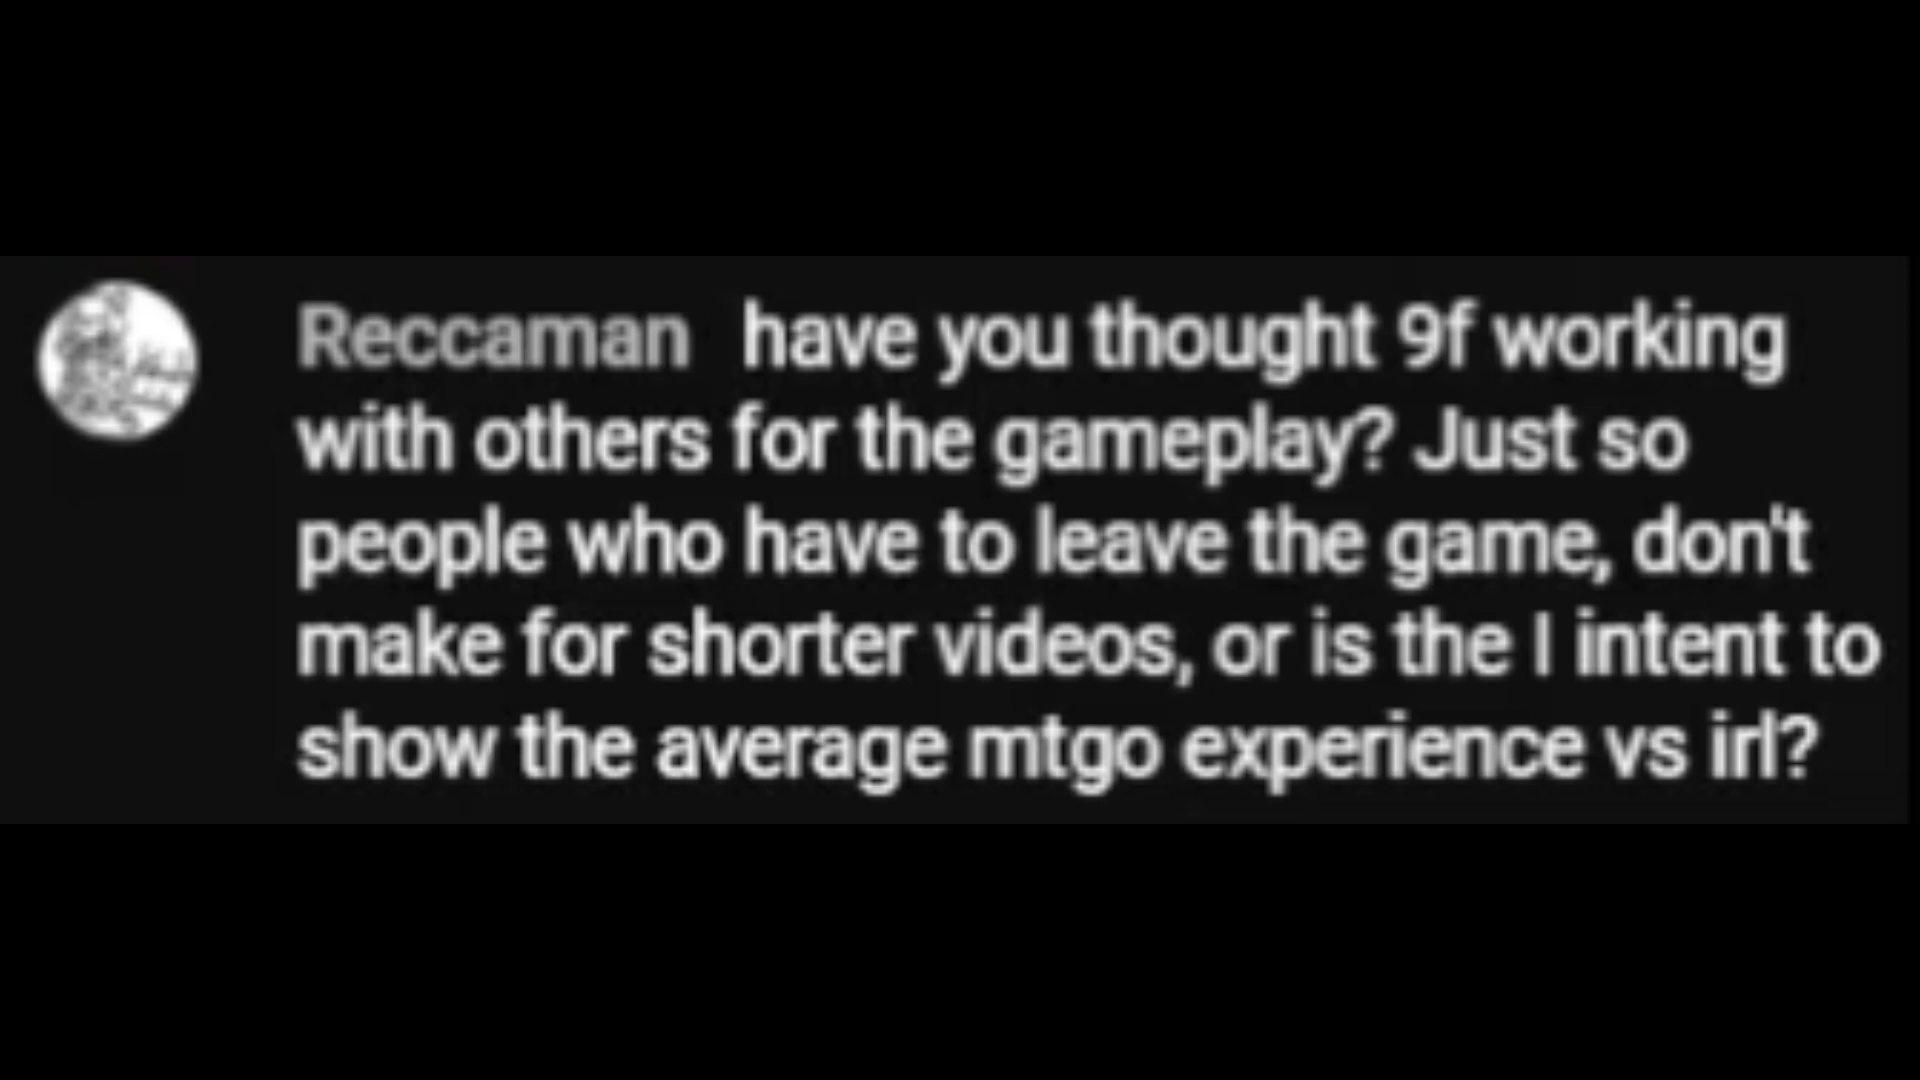 Reccaman have you thought 9f working
with others for the gameplay? Just so
people who have to leave the game, don't
make for shorter videos, or is the I intent to
show the average mtgo experience vs irl?